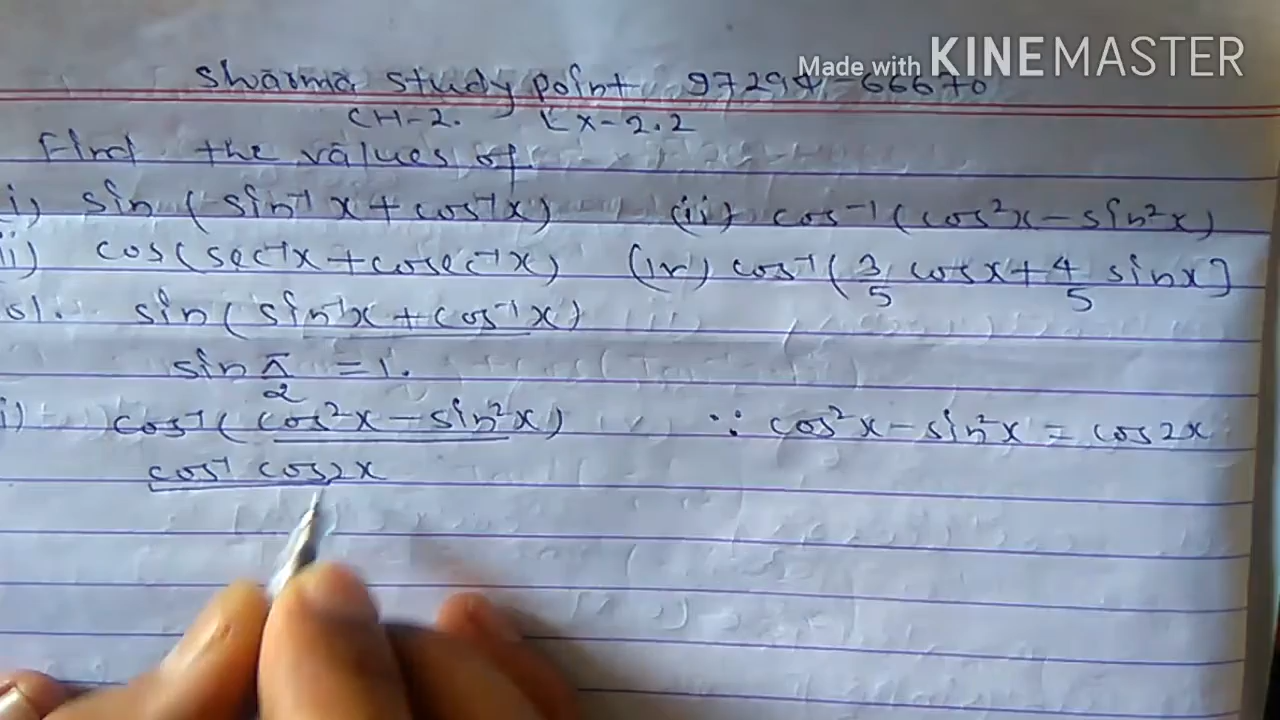 Made with KINEMASTER
Sharma study point 97294-66670
CH-2. Ex-2.2
Find the values of
i) sin (sin⁻¹x + cos⁻¹x) (ii) cos⁻¹ (cos²x - sin²x)
ii) cos(sec⁻¹x + cosec⁻¹x) (iv) cos⁻¹ (3/5 cosx + 4/5 sinx]
sol. sin (sin⁻¹x + cos⁻¹x)
sin π/2 = 1.
i) cos⁻¹ (cos²x - sin²x) ∵ cos²x - sin²x = cos2x
cos⁻¹ cos2x